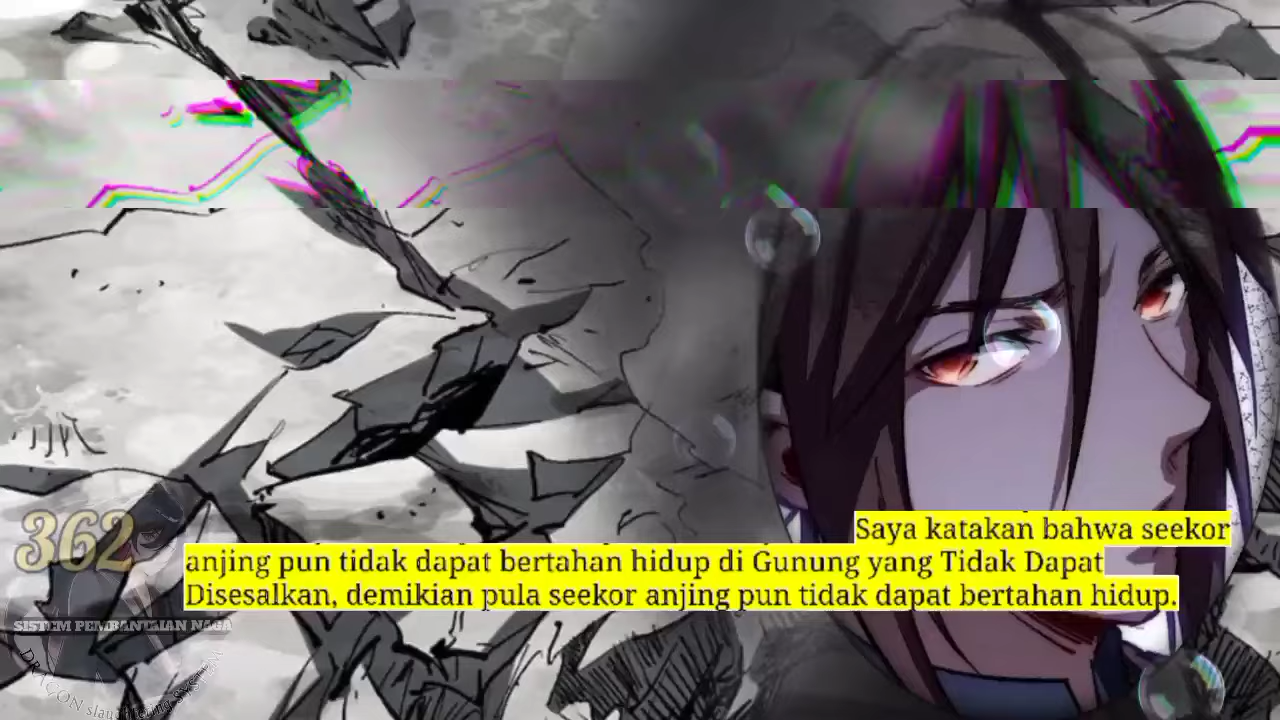 Saya katakan bahwa seekor
anjing pun tidak dapat bertahan hidup di Gunung yang Tidak Dapat
Disesalkan, demikian pula seekor anjing pun tidak dapat bertahan hidup.
362
SISTEM PEMBANTAIAN NAGA
DRAGON